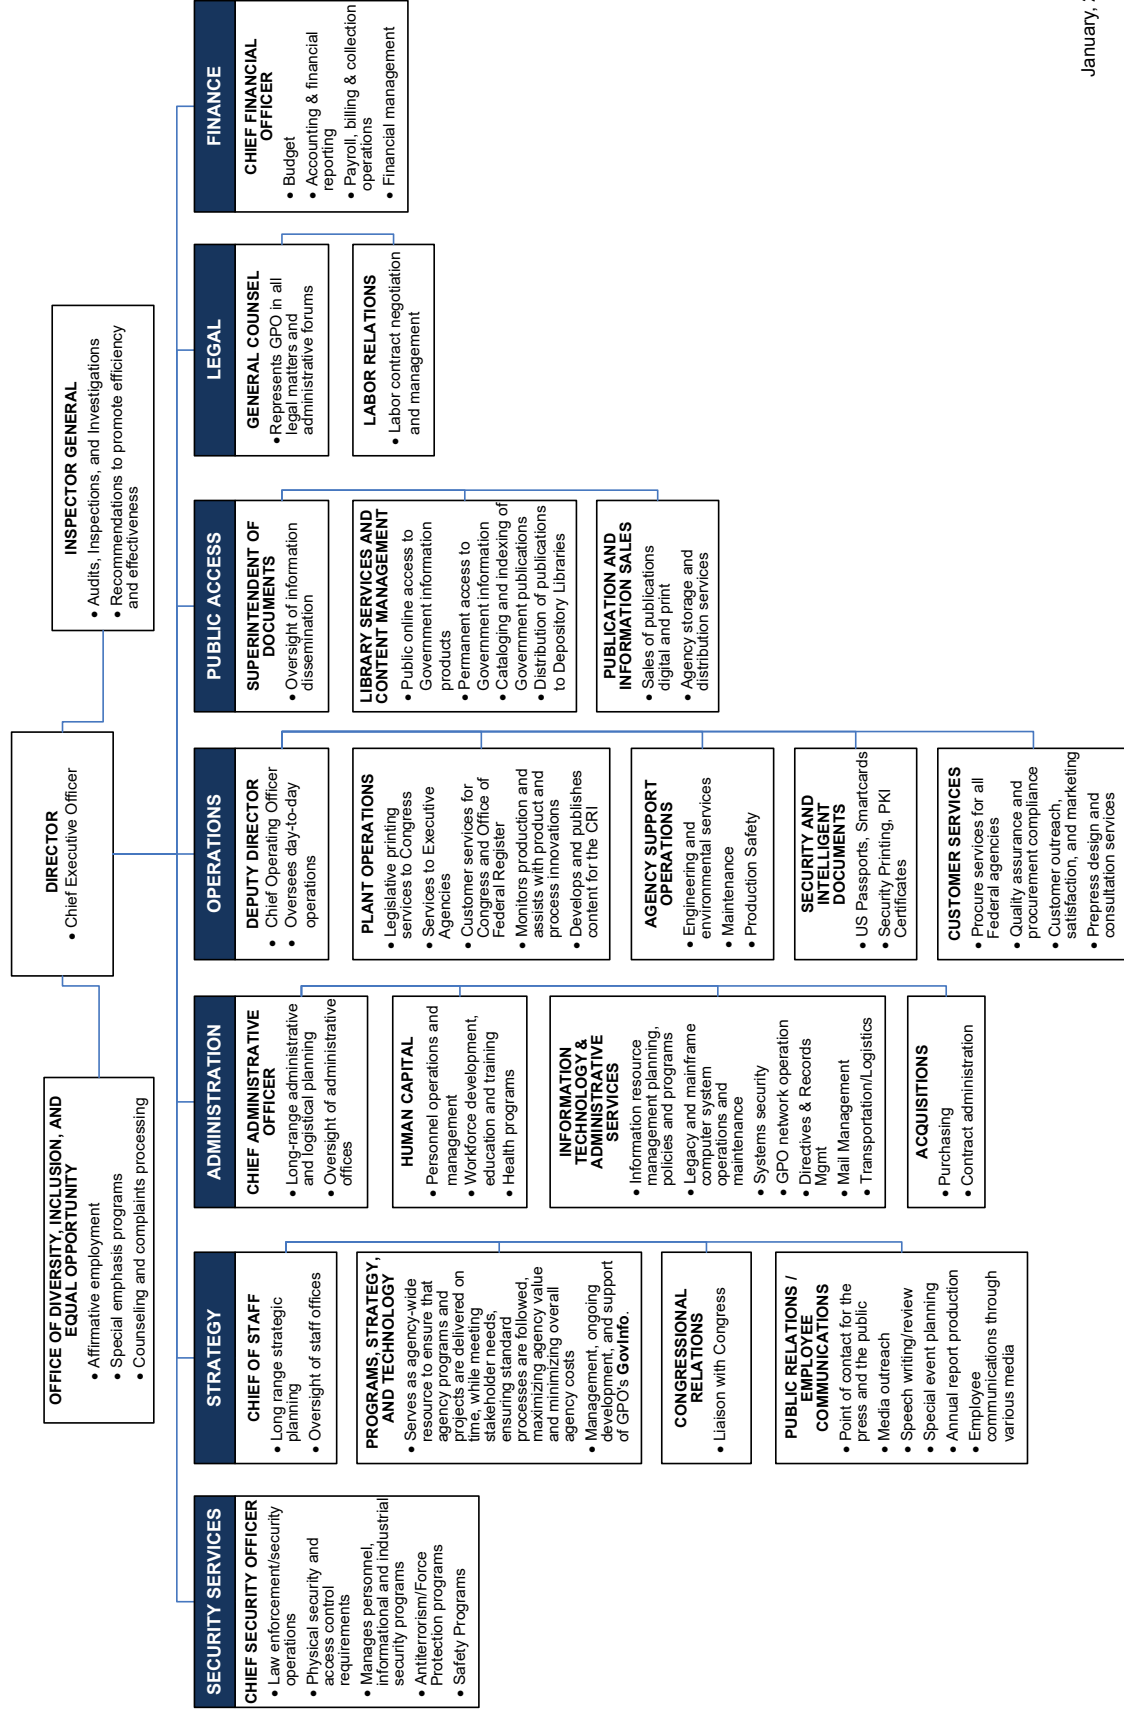 DIRECTOR
• Chief Executive Officer
OFFICE OF DIVERSITY, INCLUSION, AND
EQUAL OPPORTUNITY
• Affirmative employment
• Special emphasis programs
• Counseling and complaints processing
INSPECTOR GENERAL
• Audits, Inspections, and Investigations
• Recommendations to promote efficiency
and effectiveness
SECURITY SERVICES
CHIEF SECURITY OFFICER
• Law enforcement/security
operations
• Physical security and
access control
requirements
• Manages personnel,
informational and industrial
security programs
• Antiterrorism/Force
Protection programs
• Safety Programs
STRATEGY
CHIEF OF STAFF
• Long range strategic
planning
• Oversight of staff offices
PROGRAMS, STRATEGY,
AND TECHNOLOGY
• Serves as agency-wide
resource to ensure that
agency programs and
projects are delivered on
time, while meeting
stakeholder needs,
ensuring standard
processes are followed,
maximizing agency value
and minimizing overall
agency costs
• Management, ongoing
development, and support
of GPO's GovInfo.
CONGRESSIONAL
RELATIONS
• Liaison with Congress
PUBLIC RELATIONS /
EMPLOYEE
COMMUNICATIONS
• Point of contact for the
press and the public
• Media outreach
• Speech writing/review
• Special event planning
• Annual report production
• Employee
communications through
various media
ADMINISTRATION
CHIEF ADMINISTRATIVE
OFFICER
• Long-range administrative
and logistical planning
• Oversight of administrative
offices
HUMAN CAPITAL
• Personnel operations and
management
• Workforce development,
education and training
• Health programs
INFORMATION
TECHNOLOGY &
ADMINISTRATIVE
SERVICES
• Information resource
management planning,
policies and programs
• Legacy and mainframe
computer system
operations and
maintenance
• Systems security
• GPO network operation
• Directives & Records
Mgmt
• Mail Management
• Transportation/Logistics
ACQUISITIONS
• Purchasing
• Contract administration
OPERATIONS
DEPUTY DIRECTOR
• Chief Operating Officer
• Oversees day-to-day
operations
PLANT OPERATIONS
• Legislative printing
services to Congress
• Services to Executive
Agencies
• Customer services for
Congress and Office of
Federal Register
• Monitors production and
assists with product and
process innovations
• Develops and publishes
content for the CRI
AGENCY SUPPORT
OPERATIONS
• Engineering and
environmental services
• Maintenance
• Production Safety
SECURITY AND
INTELLIGENT
DOCUMENTS
• US Passports, Smartcards
• Security Printing, PKI
Certificates
CUSTOMER SERVICES
• Procure services for all
Federal agencies
• Quality assurance and
procurement compliance
• Customer outreach,
satisfaction, and marketing
• Prepress design and
consultation services
PUBLIC ACCESS
SUPERINTENDENT OF
DOCUMENTS
• Oversight of information
dissemination
LIBRARY SERVICES AND
CONTENT MANAGEMENT
• Public online access to
Government information
products
• Permanent access to
Government information
• Cataloging and indexing of
Government publications
• Distribution of publications
to Depository Libraries
PUBLICATION AND
INFORMATION SALES
• Sales of publications
digital and print
• Agency storage and
distribution services
LEGAL
GENERAL COUNSEL
• Represents GPO in all
legal matters and
administrative forums
LABOR RELATIONS
• Labor contract negotiation
and management
FINANCE
CHIEF FINANCIAL
OFFICER
• Budget
• Accounting & financial
reporting
• Payroll, billing & collection
operations
• Financial management
January,